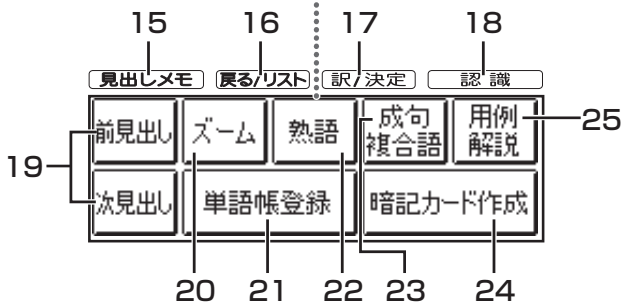 15 16 17 18
見出しメモ 戻る/リスト 訳/決定 認識
前見出し ズーム 熟語 成句 複合語 用例 解説 25
19
次見出し 単語帳登録 暗記カード作成
20 21 22 23 24